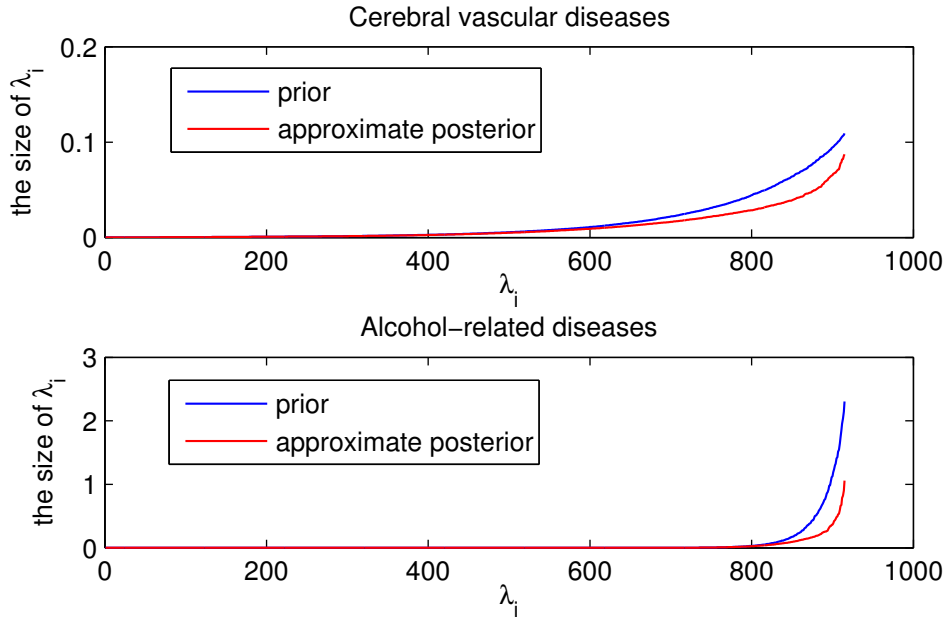 Cerebral vascular diseases
the size of λi
0.2
0.1
0
prior
approximate posterior
0 200 400 600 800 1000
λi
Alcohol−related diseases
the size of λi
3
2
1
0
prior
approximate posterior
0 200 400 600 800 1000
λi